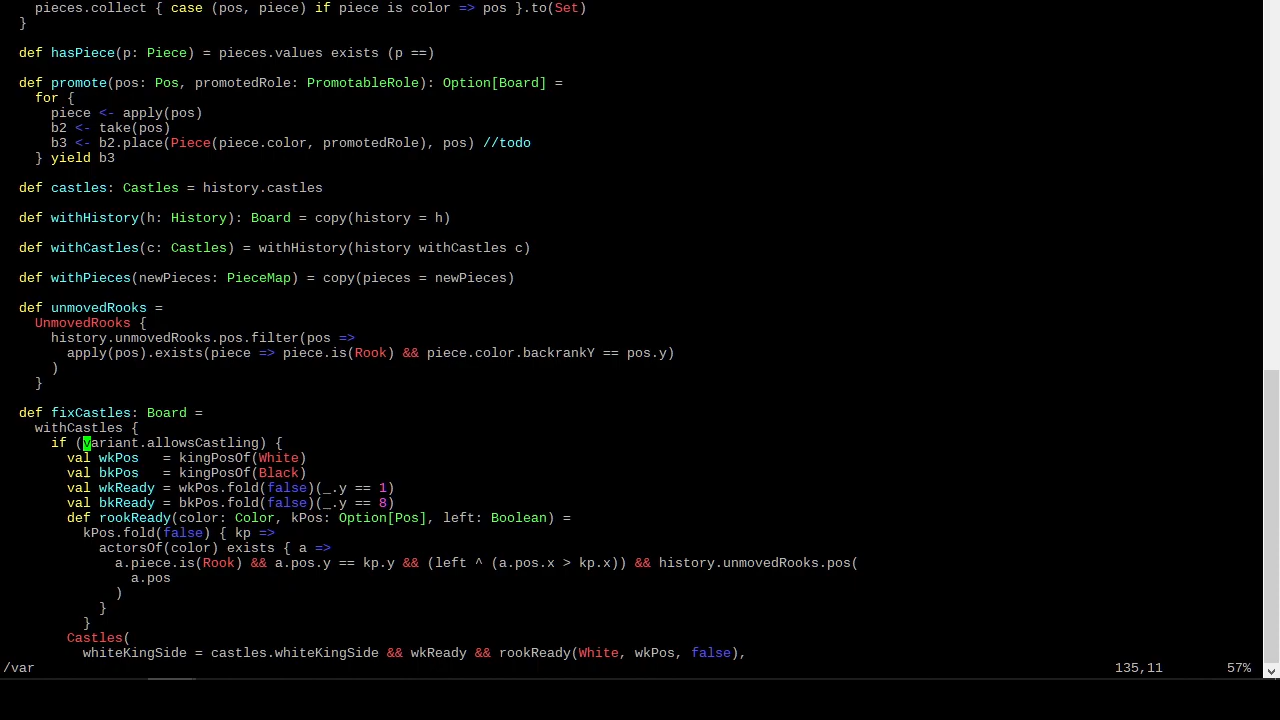 pieces.collect { case (pos, piece) if piece is color => pos }.to(Set)
  }

  def hasPiece(p: Piece) = pieces.values exists (p ==)

  def promote(pos: Pos, promotedRole: PromotableRole): Option[Board] =
    for {
      piece <- apply(pos)
      b2 <- take(pos)
      b3 <- b2.place(Piece(piece.color, promotedRole), pos) //todo
    } yield b3

  def castles: Castles = history.castles

  def withHistory(h: History): Board = copy(history = h)

  def withCastles(c: Castles) = withHistory(history withCastles c)

  def withPieces(newPieces: PieceMap) = copy(pieces = newPieces)

  def unmovedRooks =
    UnmovedRooks {
      history.unmovedRooks.pos.filter(pos =>
        apply(pos).exists(piece => piece.is(Rook) && piece.color.backrankY == pos.y)
      )
    }

  def fixCastles: Board =
    withCastles {
      if (variant.allowsCastling) {
        val wkPos   = kingPosOf(White)
        val bkPos   = kingPosOf(Black)
        val wkReady = wkPos.fold(false)(_.y == 1)
        val bkReady = bkPos.fold(false)(_.y == 8)
        def rookReady(color: Color, kPos: Option[Pos], left: Boolean) =
          kPos.fold(false) { kp =>
            actorsOf(color) exists { a =>
              a.piece.is(Rook) && a.pos.y == kp.y && (left ^ (a.pos.x > kp.x)) && history.unmovedRooks.pos(
                a.pos
              )
            }
          }
        Castles(
          whiteKingSide = castles.whiteKingSide && wkReady && rookReady(White, wkPos, false),
/var 135,11 57%